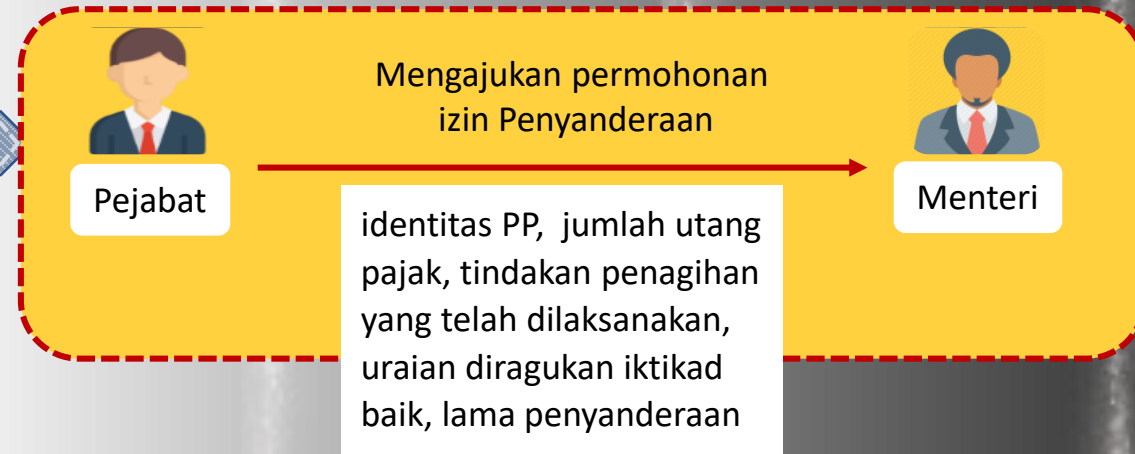 Mengajukan permohonan
izin Penyanderaan
Pejabat
Menteri
identitas PP, jumlah utang
pajak, tindakan penagihan
yang telah dilaksanakan,
uraian diragukan iktikad
baik, lama penyanderaan